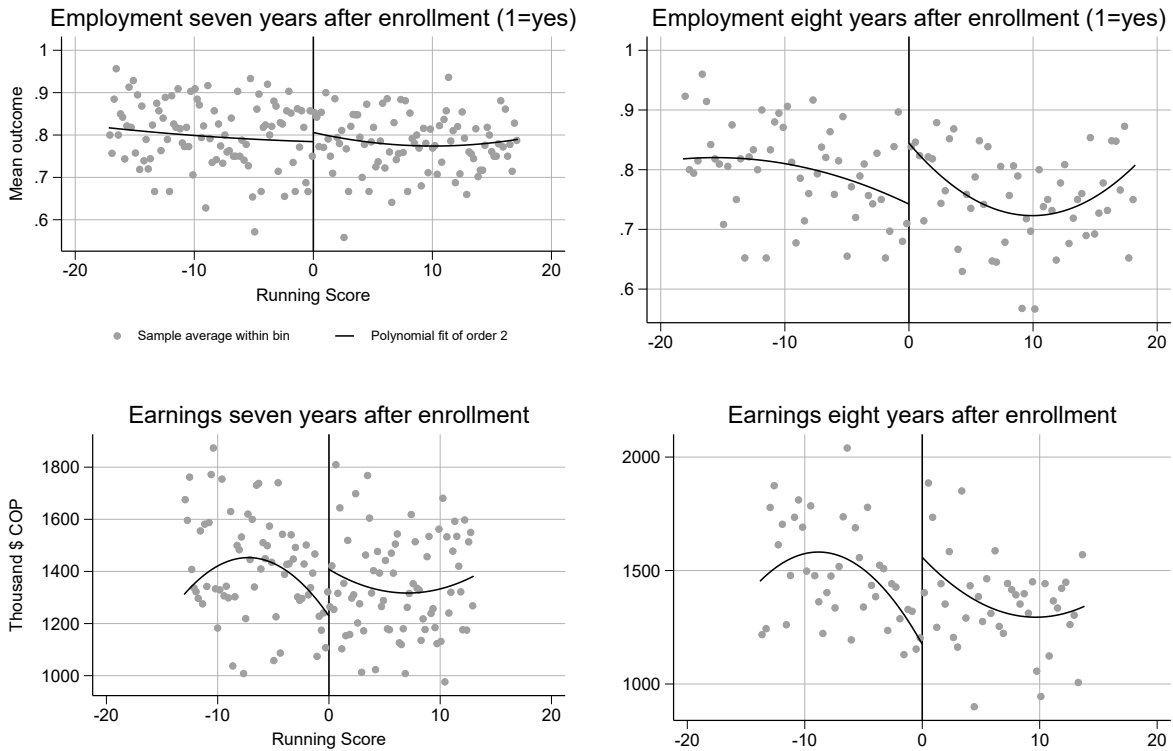 Employment seven years after enrollment (1=yes)
Mean outcome
1
.9
.8
.7
.6
-20 -10 0 10 20
Running Score
Sample average within bin Polynomial fit of order 2
Employment eight years after enrollment (1=yes)
1
.9
.8
.7
.6
-20 -10 0 10 20
Earnings seven years after enrollment
Thousand $ COP
1800
1600
1400
1200
1000
-20 -10 0 10 20
Running Score
Earnings eight years after enrollment
2000
1500
1000
-20 -10 0 10 20